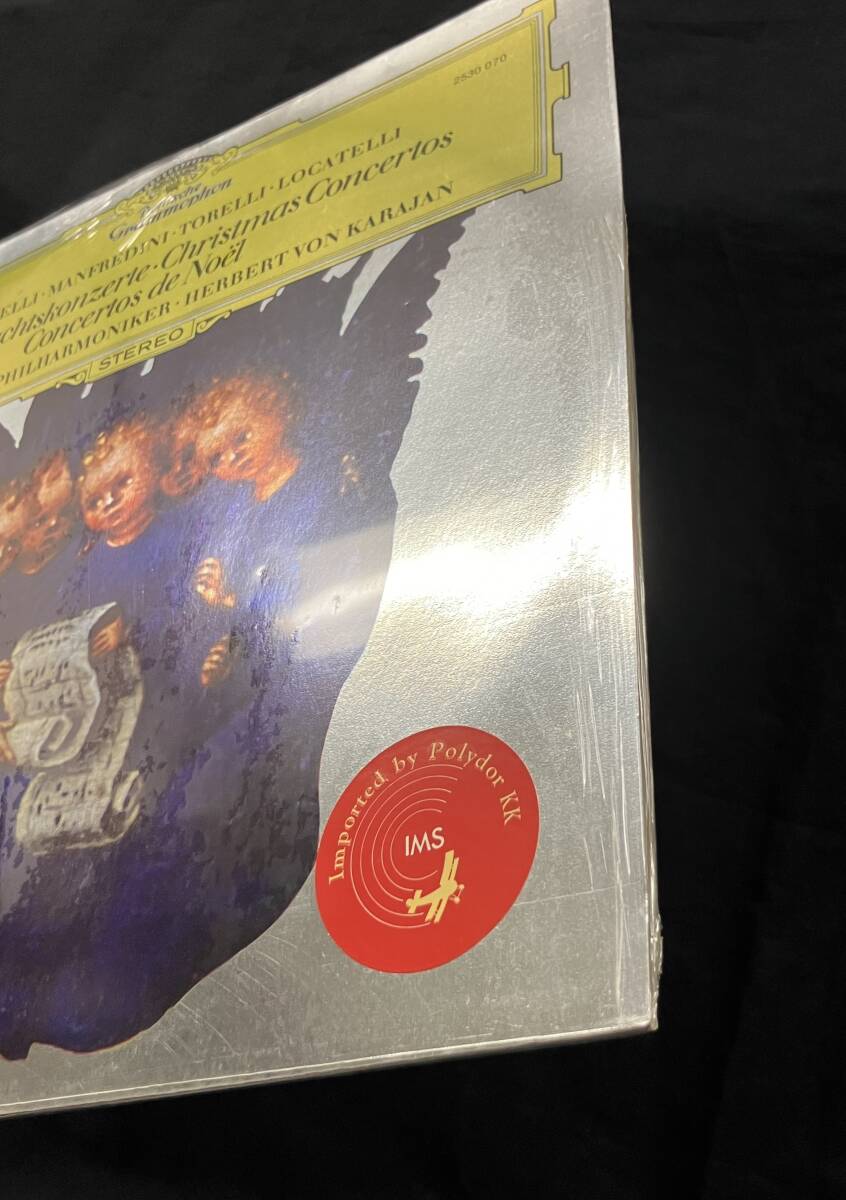 2530 070
Deutsche
Grammophon
ELLI · MANFREDINI · TORELLI · LOCATELLI
chtskonzerte · Christmas Concertos
Concertos de Noël
PHILHARMONIKER · HERBERT VON KARAJAN
STEREO
Imported by Polydor KK
IMS